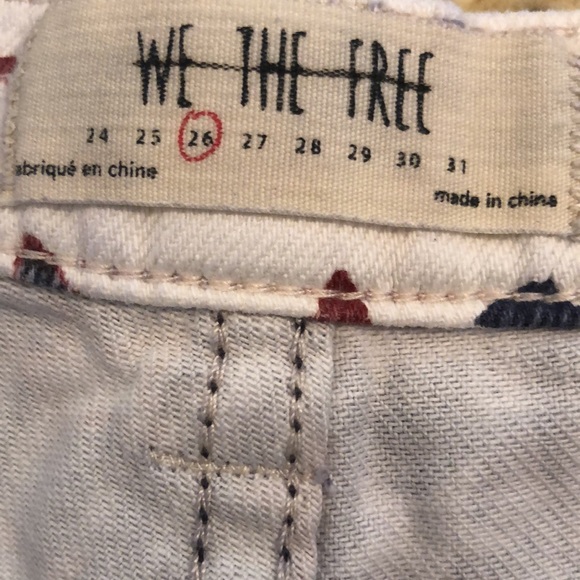 WE THE FREE
24 25 26 27 28 29 30 31
abriqué en chine
made in china